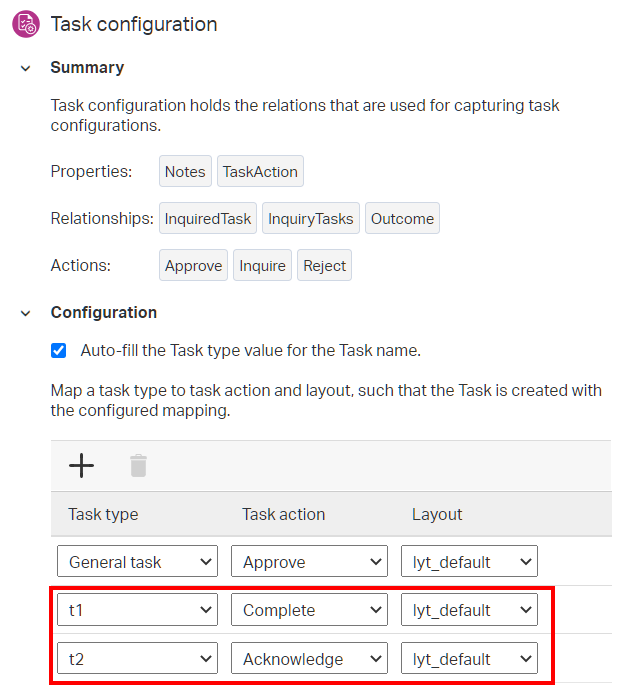 Task configuration
Summary
Task configuration holds the relations that are used for capturing task
configurations.
Properties: Notes TaskAction
Relationships: InquiredTask InquiryTasks Outcome
Actions: Approve Inquire Reject
Configuration
Auto-fill the Task type value for the Task name.
Map a task type to task action and layout, such that the Task is created with
the configured mapping.
Task type Task action Layout
General task Approve lyt_default
t1 Complete lyt_default
t2 Acknowledge lyt_default